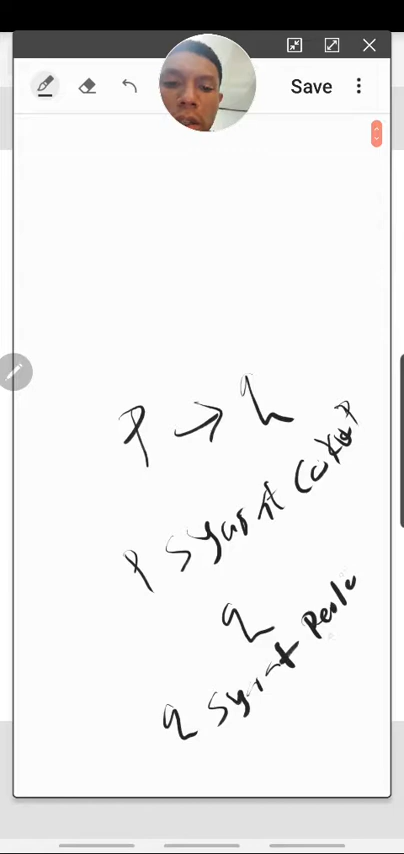 Save
P → q
P syarat cukup
q
q syarat perlu